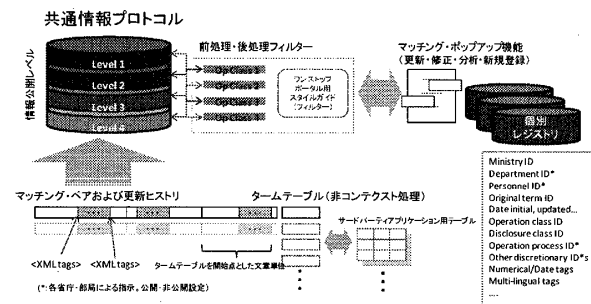 共通情報プロトコル
情報公開レベル
Level 1
Level 2
Level 3
Level 4
前処理・後処理フィルター
Op Class 1
Op Class 2
ワンストップ
ポータル用
スタイルガイド
(フィルター)
マッチング・ポップアップ機能
(更新・修正・分析・新規登録)
個別
レジストリ
Ministry ID
Department ID*
Personnel ID*
Original term ID
Date initial, updated...
Operation class ID
Disclosure class ID
Operation process ID*
Other discretionary ID*s
Numerical/Date tags
Multi-lingual tags
....
マッチング・ペアおよび更新ヒストリ
タームテーブル(非コンテクスト処理)
サードパーティアプリケーション用テーブル
<XML tags>
<XML tags>
タームテーブルを開始点とした文章単位
(*: 各省庁・部局による指示。公開・非公開設定)